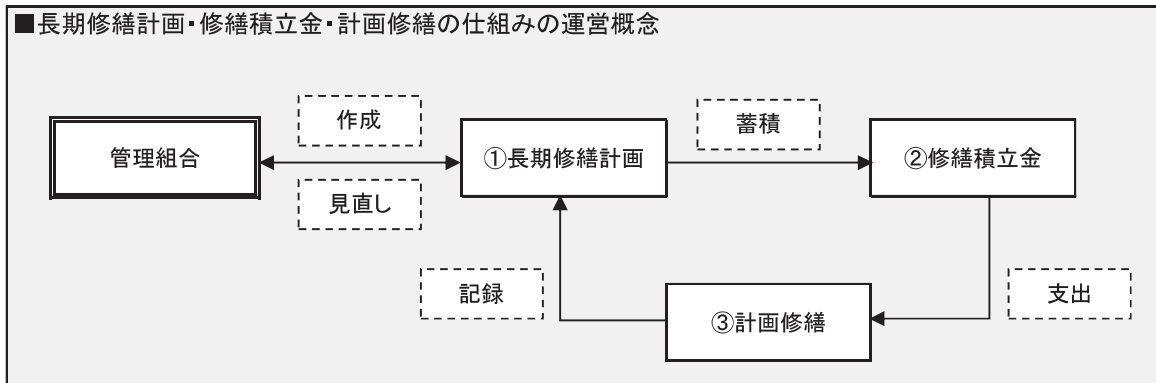 ■長期修繕計画・修繕積立金・計画修繕の仕組みの運営概念
作成
蓄積
管理組合
①長期修繕計画
②修繕積立金
見直し
記録
③計画修繕
支出